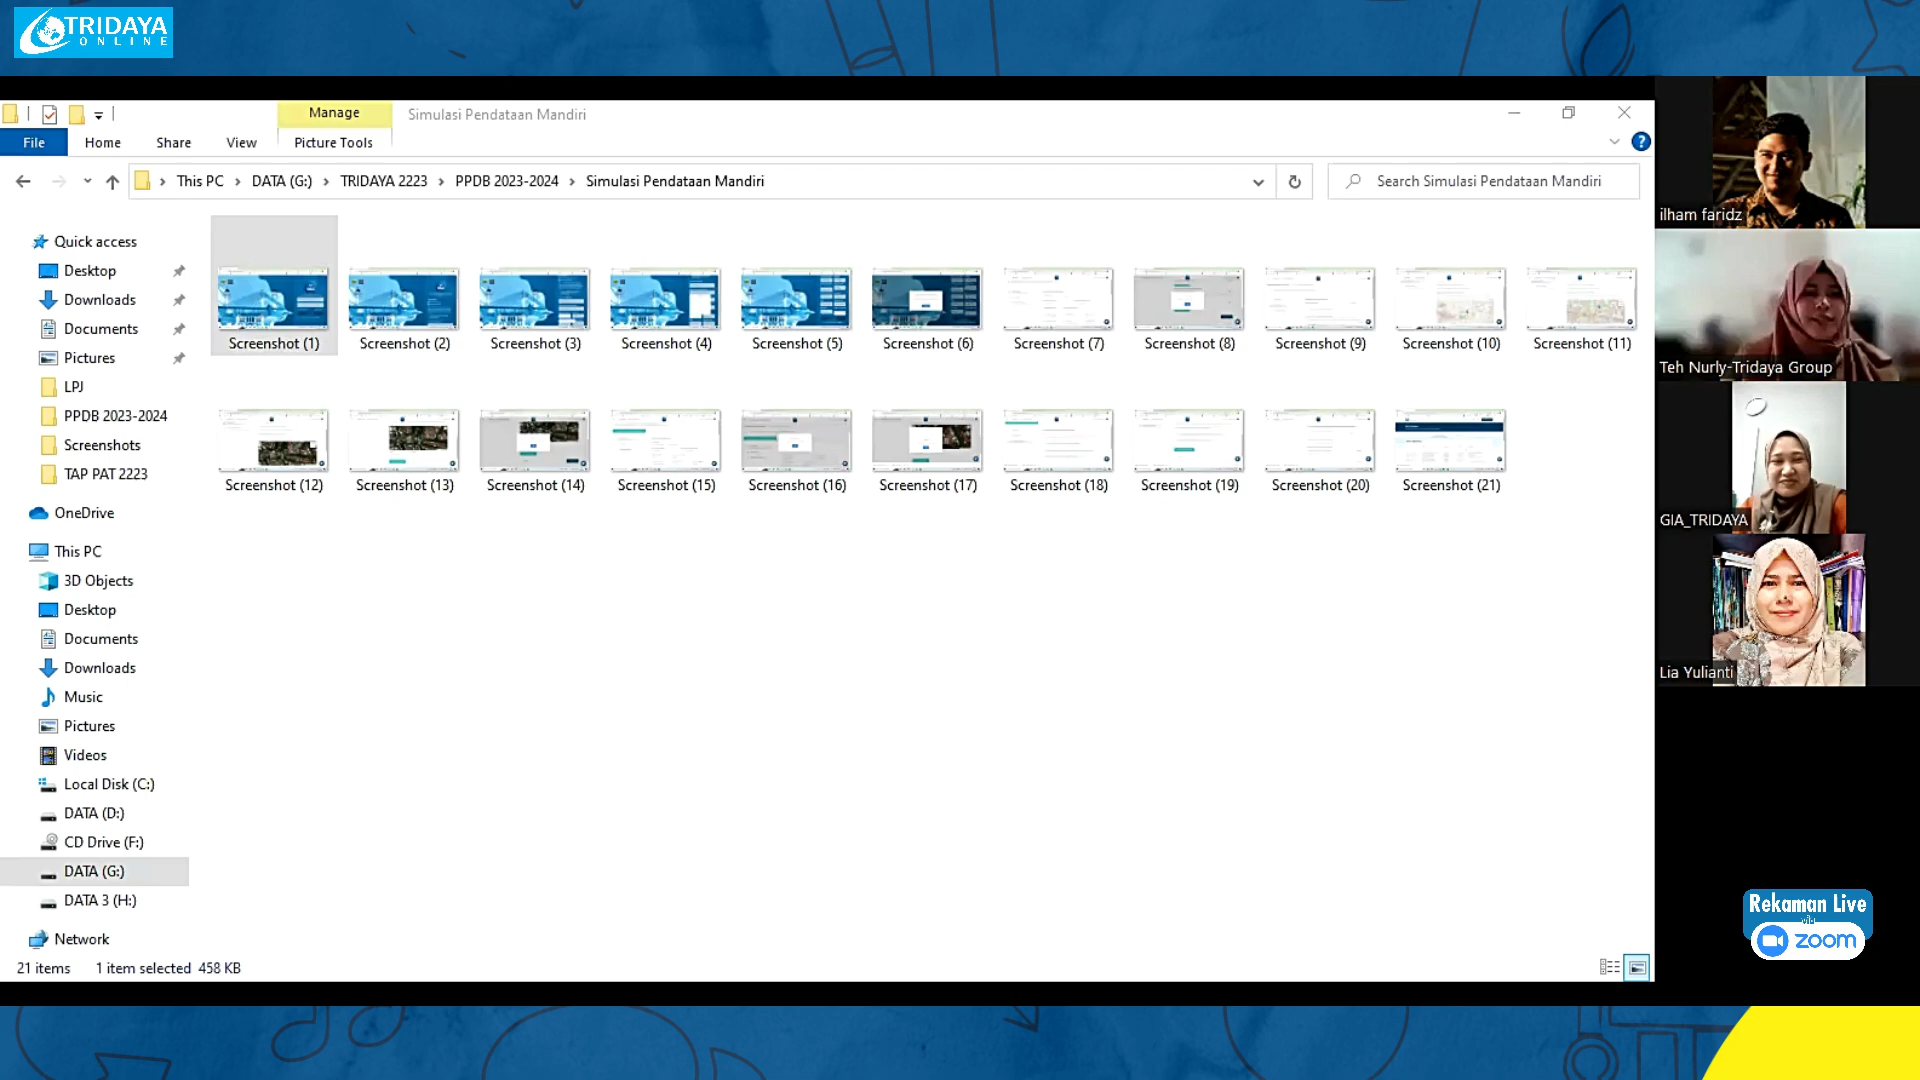 TRIDAYA
ONLINE
Manage
Simulasi Pendataan Mandiri
File
Home
Share
View
Picture Tools
This PC
DATA (G:)
TRIDAYA 2223
PPDB 2023-2024
Simulasi Pendataan Mandiri
Search Simulasi Pendataan Mandiri
Quick access
Desktop
Downloads
Documents
Pictures
LPJ
PPDB 2023-2024
Screenshots
TAP PAT 2223
OneDrive
This PC
3D Objects
Desktop
Documents
Downloads
Music
Pictures
Videos
Local Disk (C:)
DATA (D:)
CD Drive (F:)
DATA (G:)
DATA 3 (H:)
Network
Screenshot (1)
Screenshot (2)
Screenshot (3)
Screenshot (4)
Screenshot (5)
Screenshot (6)
Screenshot (7)
Screenshot (8)
Screenshot (9)
Screenshot (10)
Screenshot (11)
Screenshot (12)
Screenshot (13)
Screenshot (14)
Screenshot (15)
Screenshot (16)
Screenshot (17)
Screenshot (18)
Screenshot (19)
Screenshot (20)
Screenshot (21)
21 items
1 item selected 458 KB
ilham faridz
Teh Nurly-Tridaya Group
GIA_TRIDAYA
Lia Yulianti
Rekaman Live
via
zoom